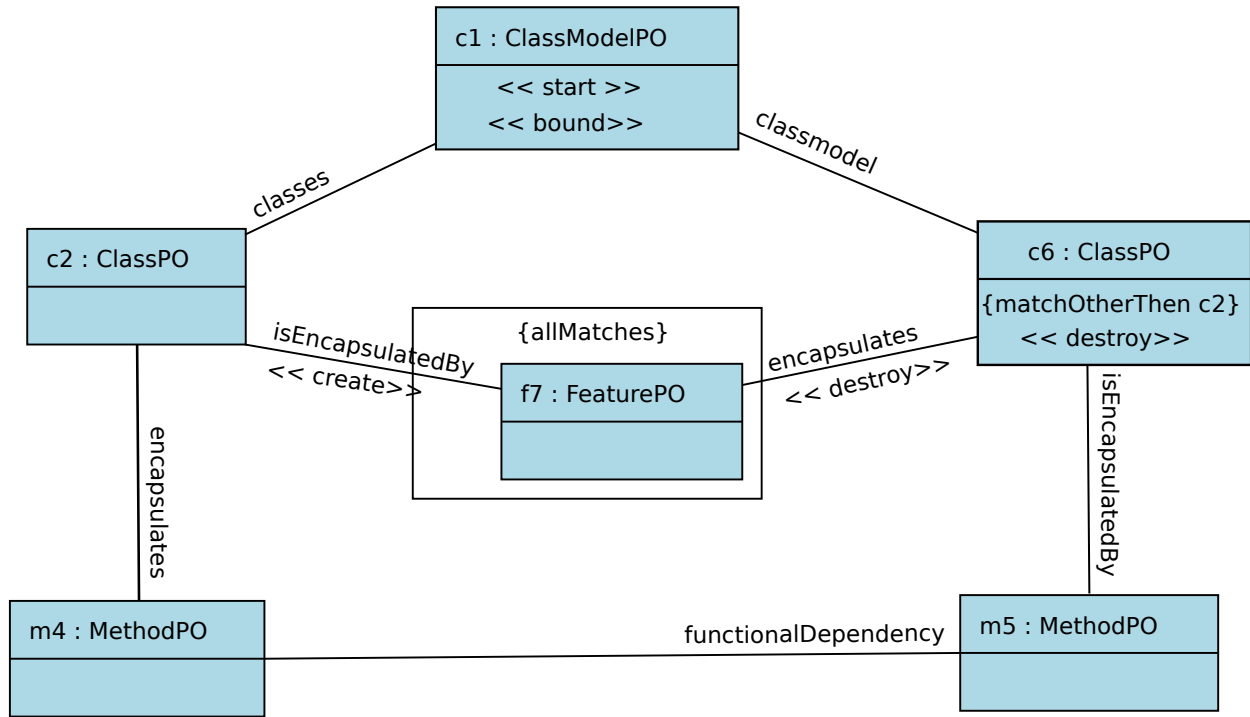 c1 : ClassModelPO
<< start >>
<< bound>>
classes
classmodel
c2 : ClassPO
c6 : ClassPO
{matchOtherThen c2}
<< destroy>>
{allMatches}
isEncapsulatedBy
<< create>>
f7 : FeaturePO
encapsulates
<< destroy>>
encapsulates
isEncapsulatedBy
m4 : MethodPO
functionalDependency
m5 : MethodPO